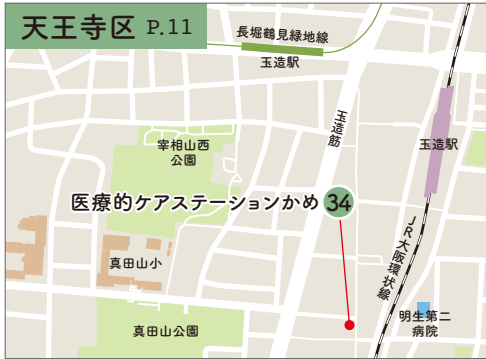 天王寺区 P.11
長堀鶴見緑地線
玉造駅
玉造筋
玉造駅
宰相山西
公園
医療的ケアステーションかめ 34
JR大阪環状線
真田山小
明生第二
病院
真田山公園